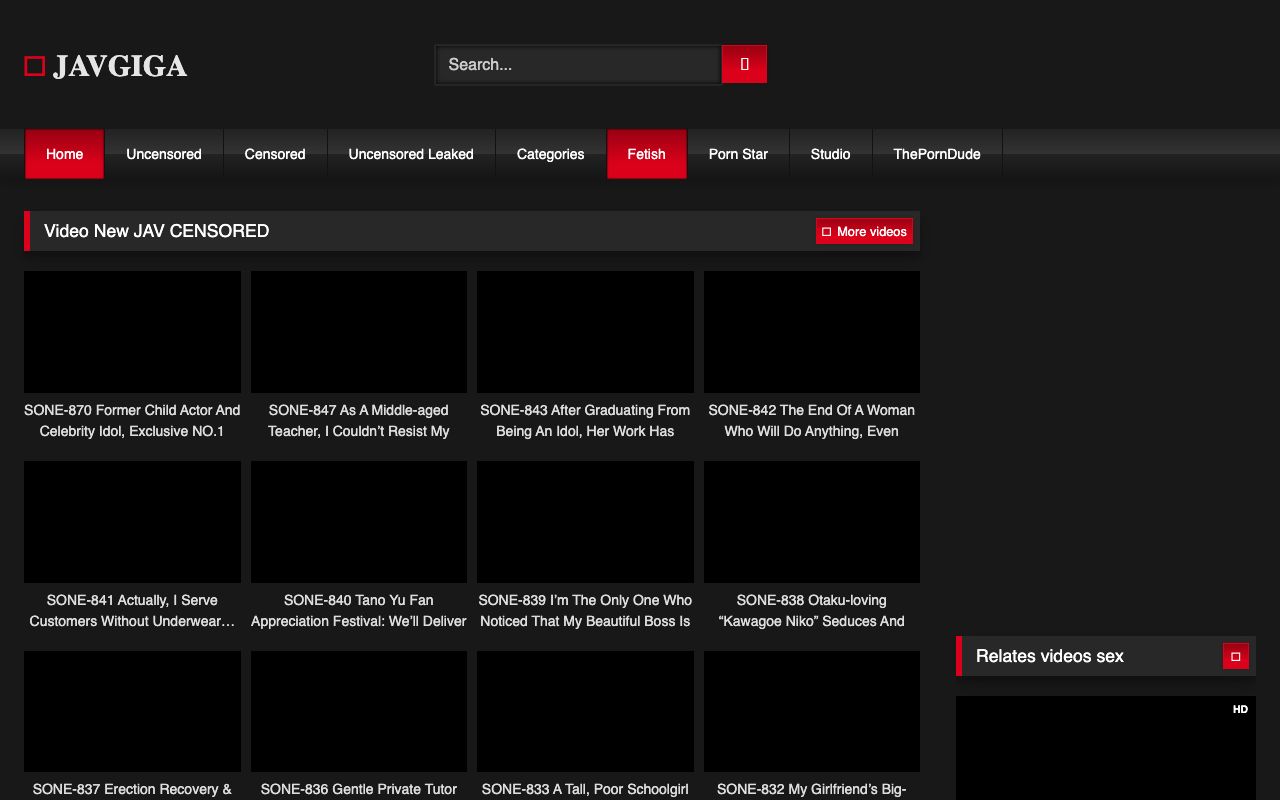 JAVGIGA
Search...
Home
Uncensored
Censored
Uncensored Leaked
Categories
Fetish
Porn Star
Studio
ThePornDude
Video New JAV CENSORED
More videos
SONE-870 Former Child Actor And
Celebrity Idol, Exclusive NO.1
SONE-847 As A Middle-aged
Teacher, I Couldn’t Resist My
SONE-843 After Graduating From
Being An Idol, Her Work Has
SONE-842 The End Of A Woman
Who Will Do Anything, Even
SONE-841 Actually, I Serve
Customers Without Underwear…
SONE-840 Tano Yu Fan
Appreciation Festival: We’ll Deliver
SONE-839 I’m The Only One Who
Noticed That My Beautiful Boss Is
SONE-838 Otaku-loving
“Kawagoe Niko” Seduces And
SONE-837 Erection Recovery &
SONE-836 Gentle Private Tutor
SONE-833 A Tall, Poor Schoolgirl
SONE-832 My Girlfriend’s Big-
Relates videos sex
HD